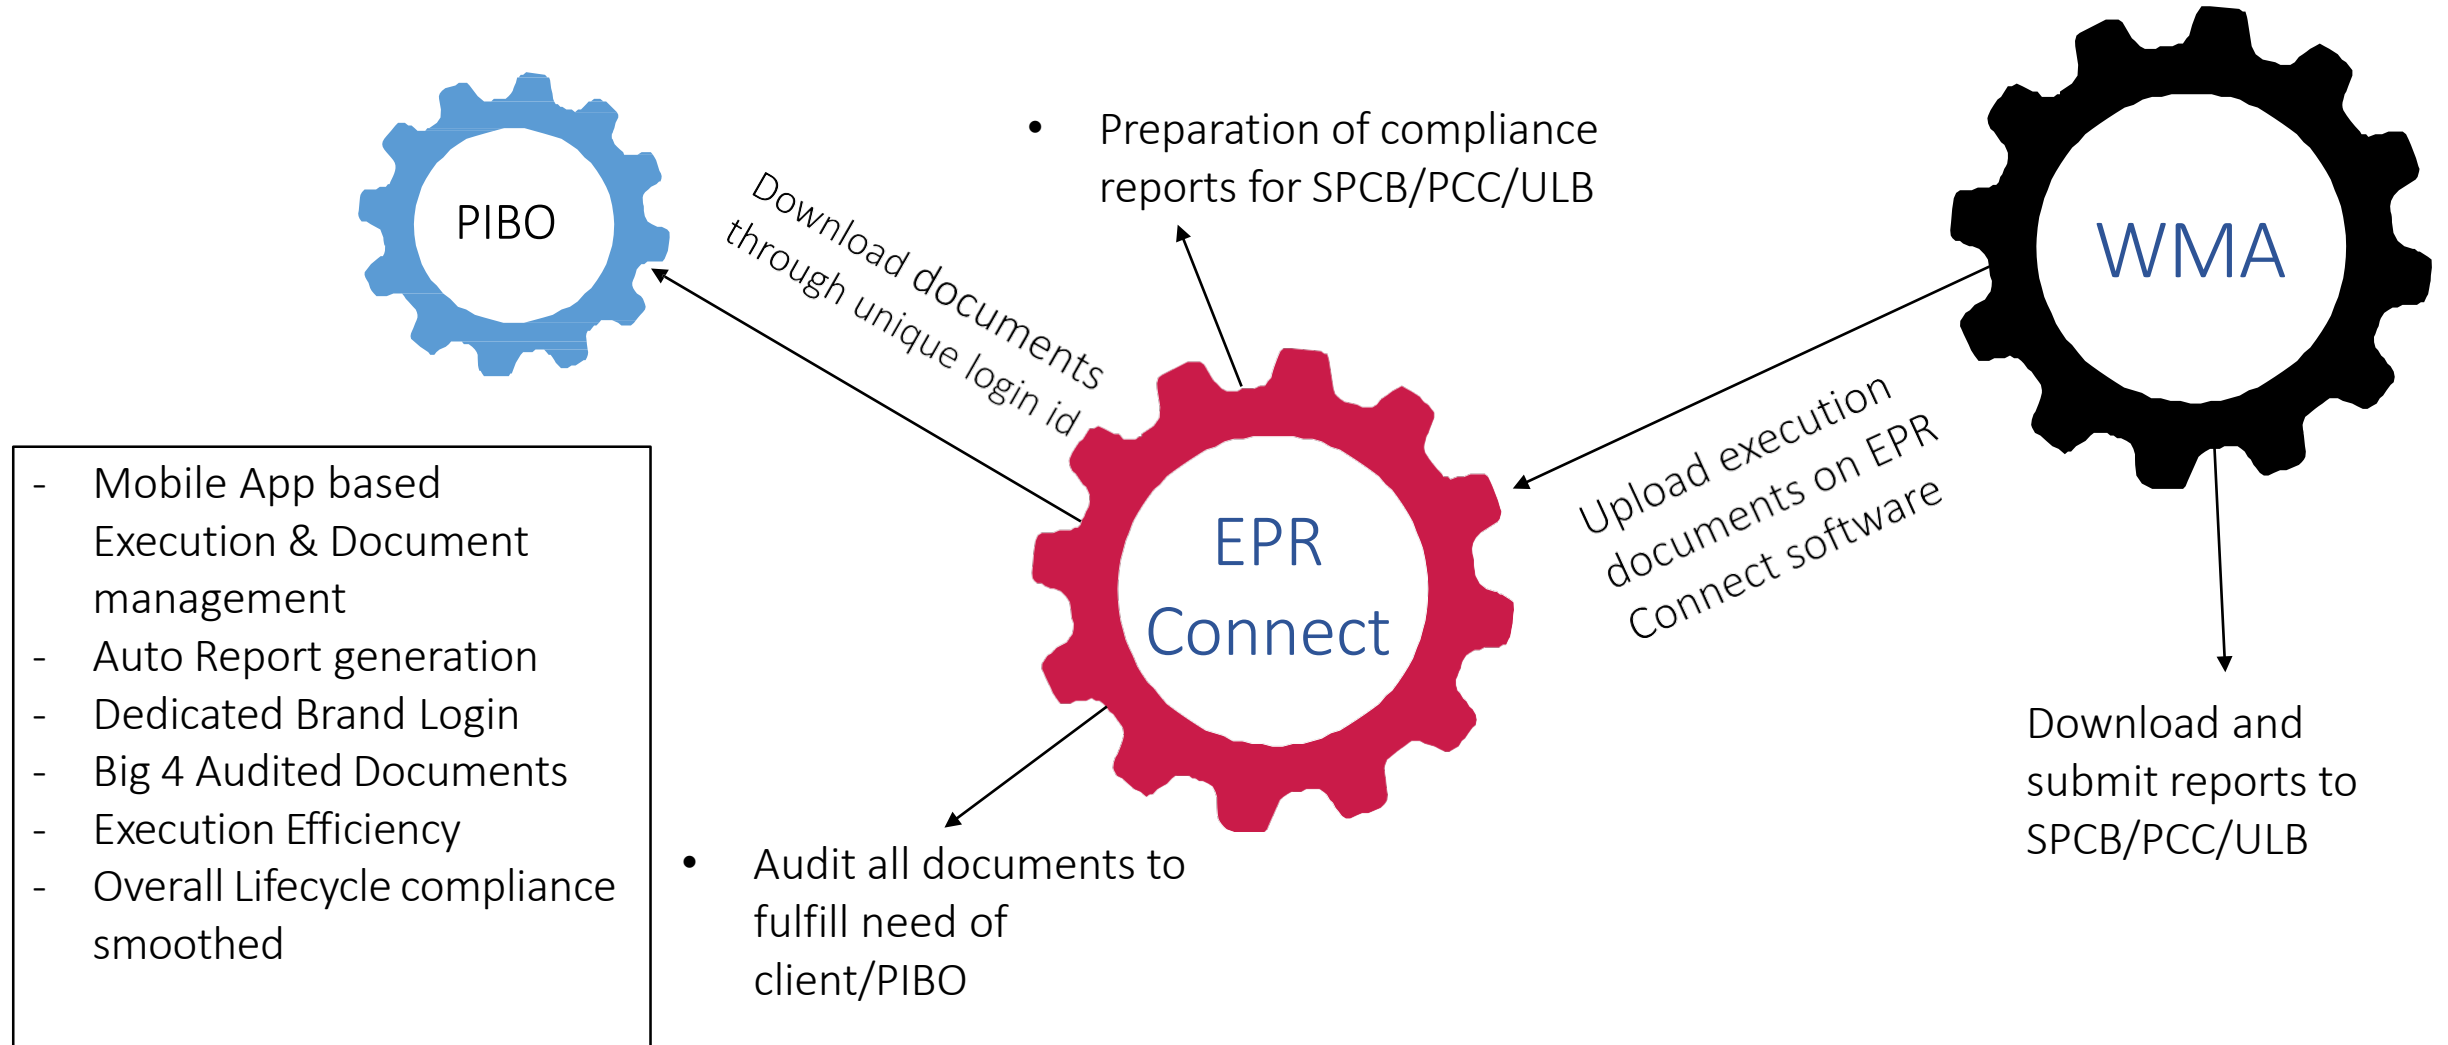 PIBO
Download documents
through unique login id
• Preparation of compliance
reports for SPCB/PCC/ULB
WMA
Upload execution
documents on EPR
Connect software
EPR
Connect
- Mobile App based
Execution & Document
management
- Auto Report generation
- Dedicated Brand Login
- Big 4 Audited Documents
- Execution Efficiency
- Overall Lifecycle compliance
smoothed
• Audit all documents to
fulfill need of
client/PIBO
Download and
submit reports to
SPCB/PCC/ULB